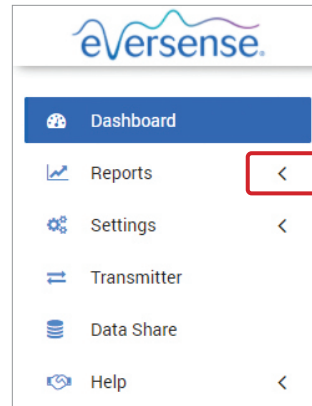 eversense.
Dashboard
Reports
Settings
Transmitter
Data Share
Help